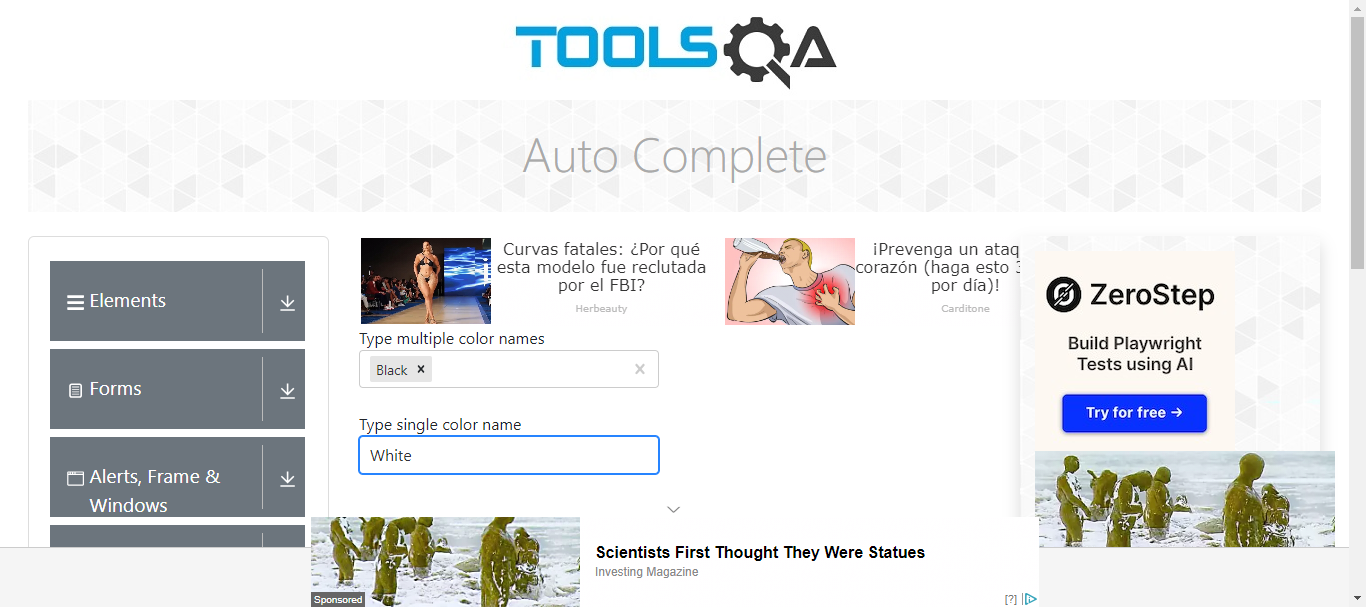 TOOLSQA
Auto Complete
Elements
Forms
Alerts, Frame &
Windows
Curvas fatales: ¿Por qué
esta modelo fue reclutada
por el FBI?
Herbeauty
¡Prevenga un ataq
corazón (haga esto 3
por día)!
Carditone
Type multiple color names
Black ×
Type single color name
White
ZeroStep
Build Playwright
Tests using AI
Try for free →
Scientists First Thought They Were Statues
Investing Magazine
Sponsored
[?]